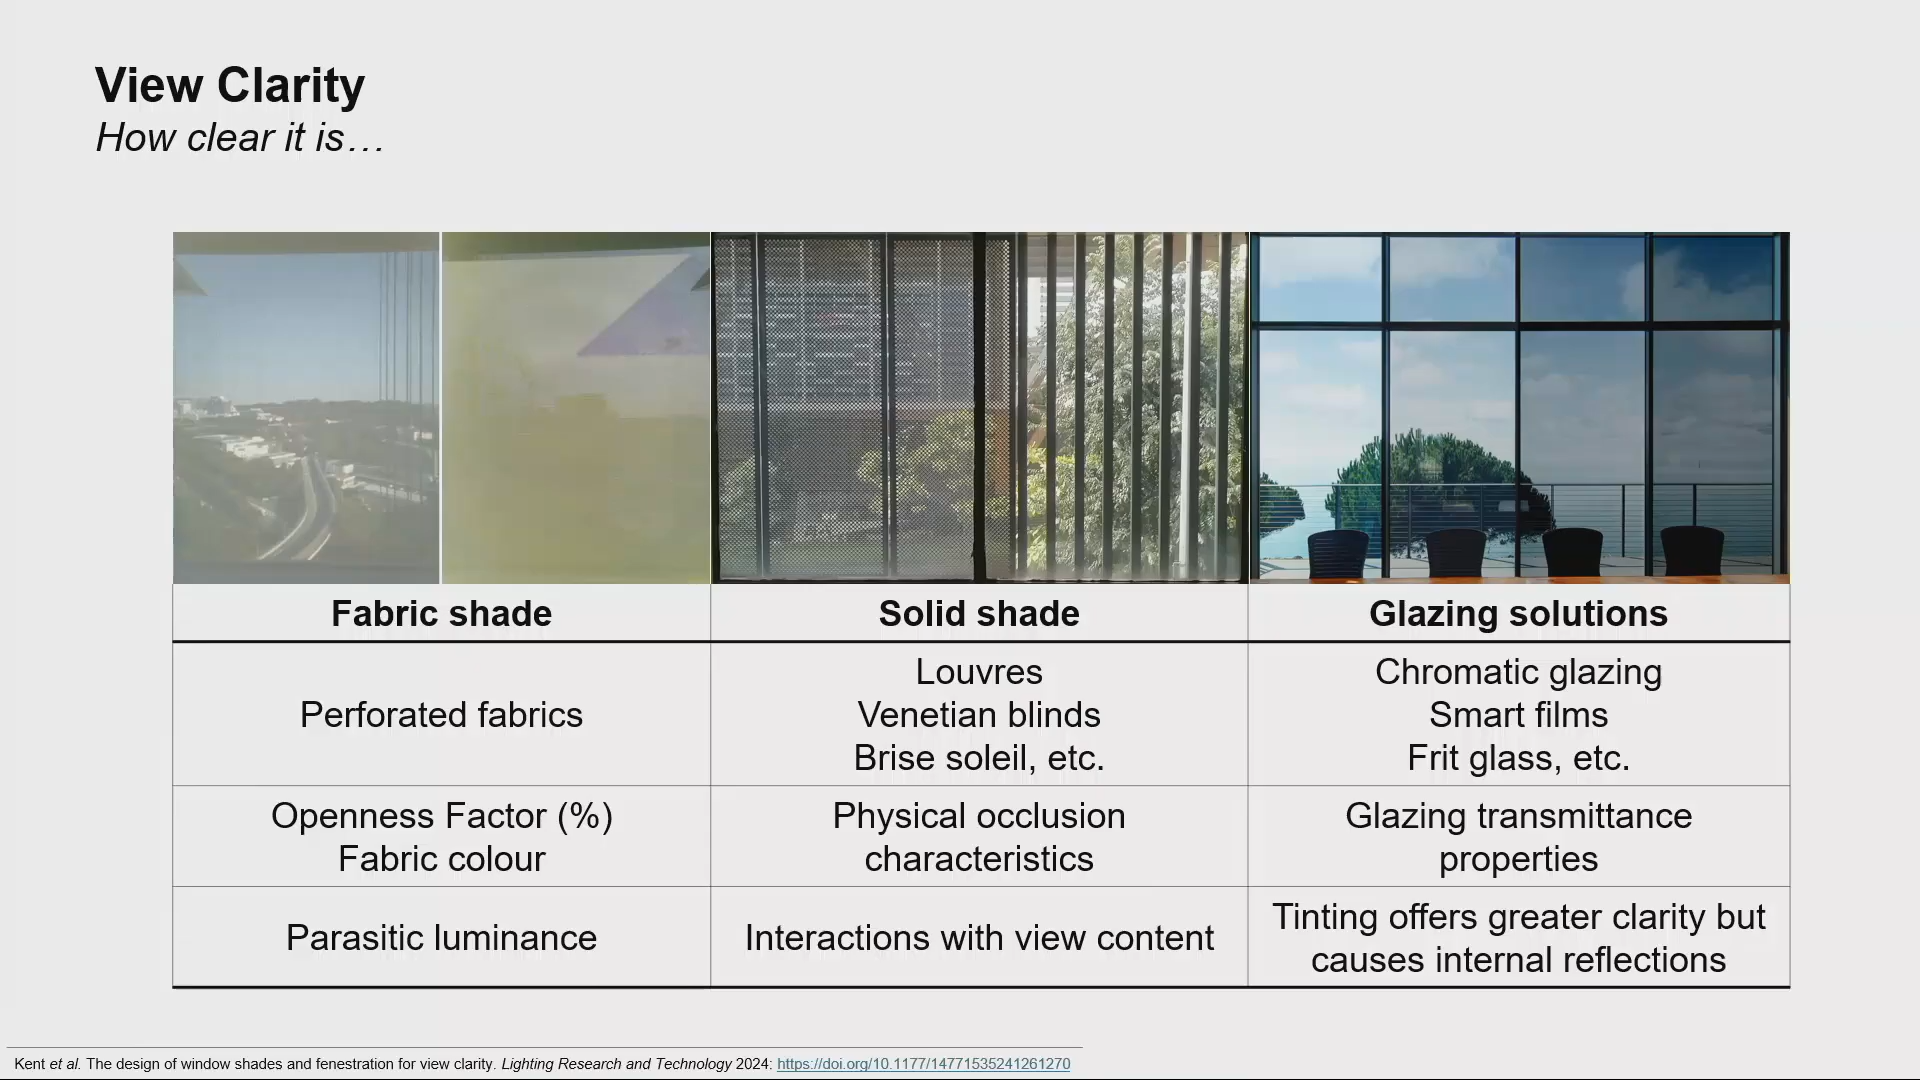 View Clarity
How clear it is…
Fabric shade
Solid shade
Glazing solutions
Perforated fabrics
Louvres
Venetian blinds
Brise soleil, etc.
Chromatic glazing
Smart films
Frit glass, etc.
Openness Factor (%)
Fabric colour
Physical occlusion
characteristics
Glazing transmittance
properties
Parasitic luminance
Interactions with view content
Tinting offers greater clarity but
causes internal reflections
Kent et al. The design of window shades and fenestration for view clarity. Lighting Research and Technology 2024: https://doi.org/10.1177/14771535241261270